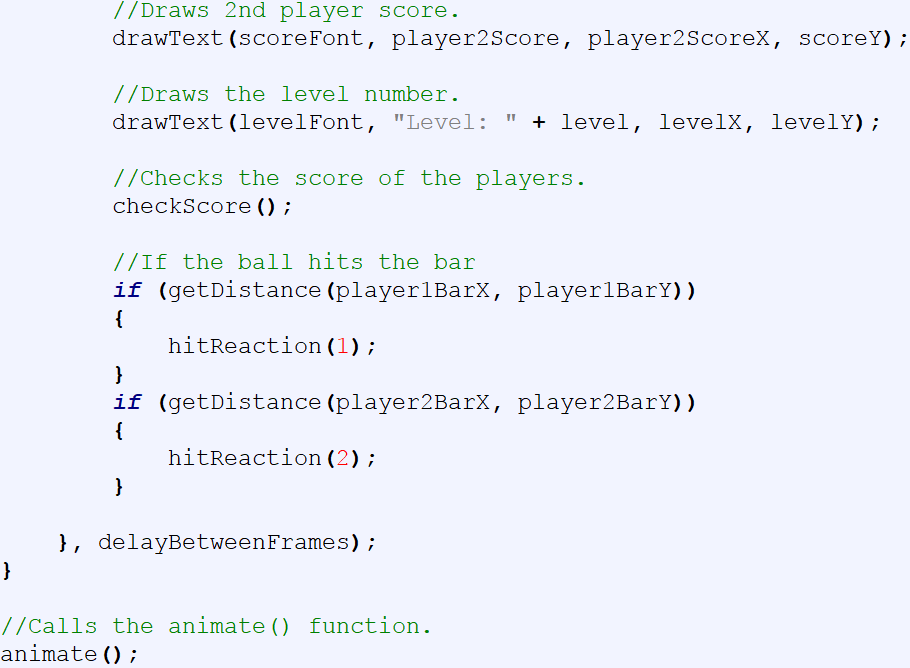 //Draws 2nd player score.
drawText(scoreFont, player2Score, player2ScoreX, scoreY);
//Draws the level number.
drawText(levelFont, "Level: " + level, levelX, levelY);
//Checks the score of the players.
checkScore();
//If the ball hits the bar
if (getDistance(player1BarX, player1BarY))
{
hitReaction(1);
}
if (getDistance(player2BarX, player2BarY))
{
hitReaction(2);
}
}, delayBetweenFrames);
}
//Calls the animate() function.
animate();